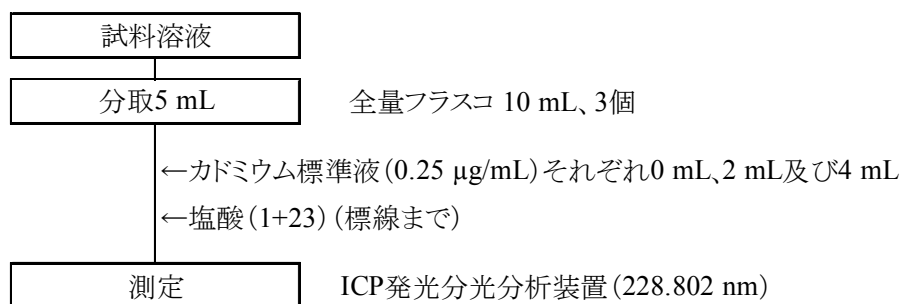 試料溶液
分取5 mL 全量フラスコ 10 mL、3個
←カドミウム標準液(0.25 µg/mL)それぞれ0 mL、2 mL及び4 mL
←塩酸(1+23) (標線まで)
測定 ICP発光分光分析装置(228.802 nm)